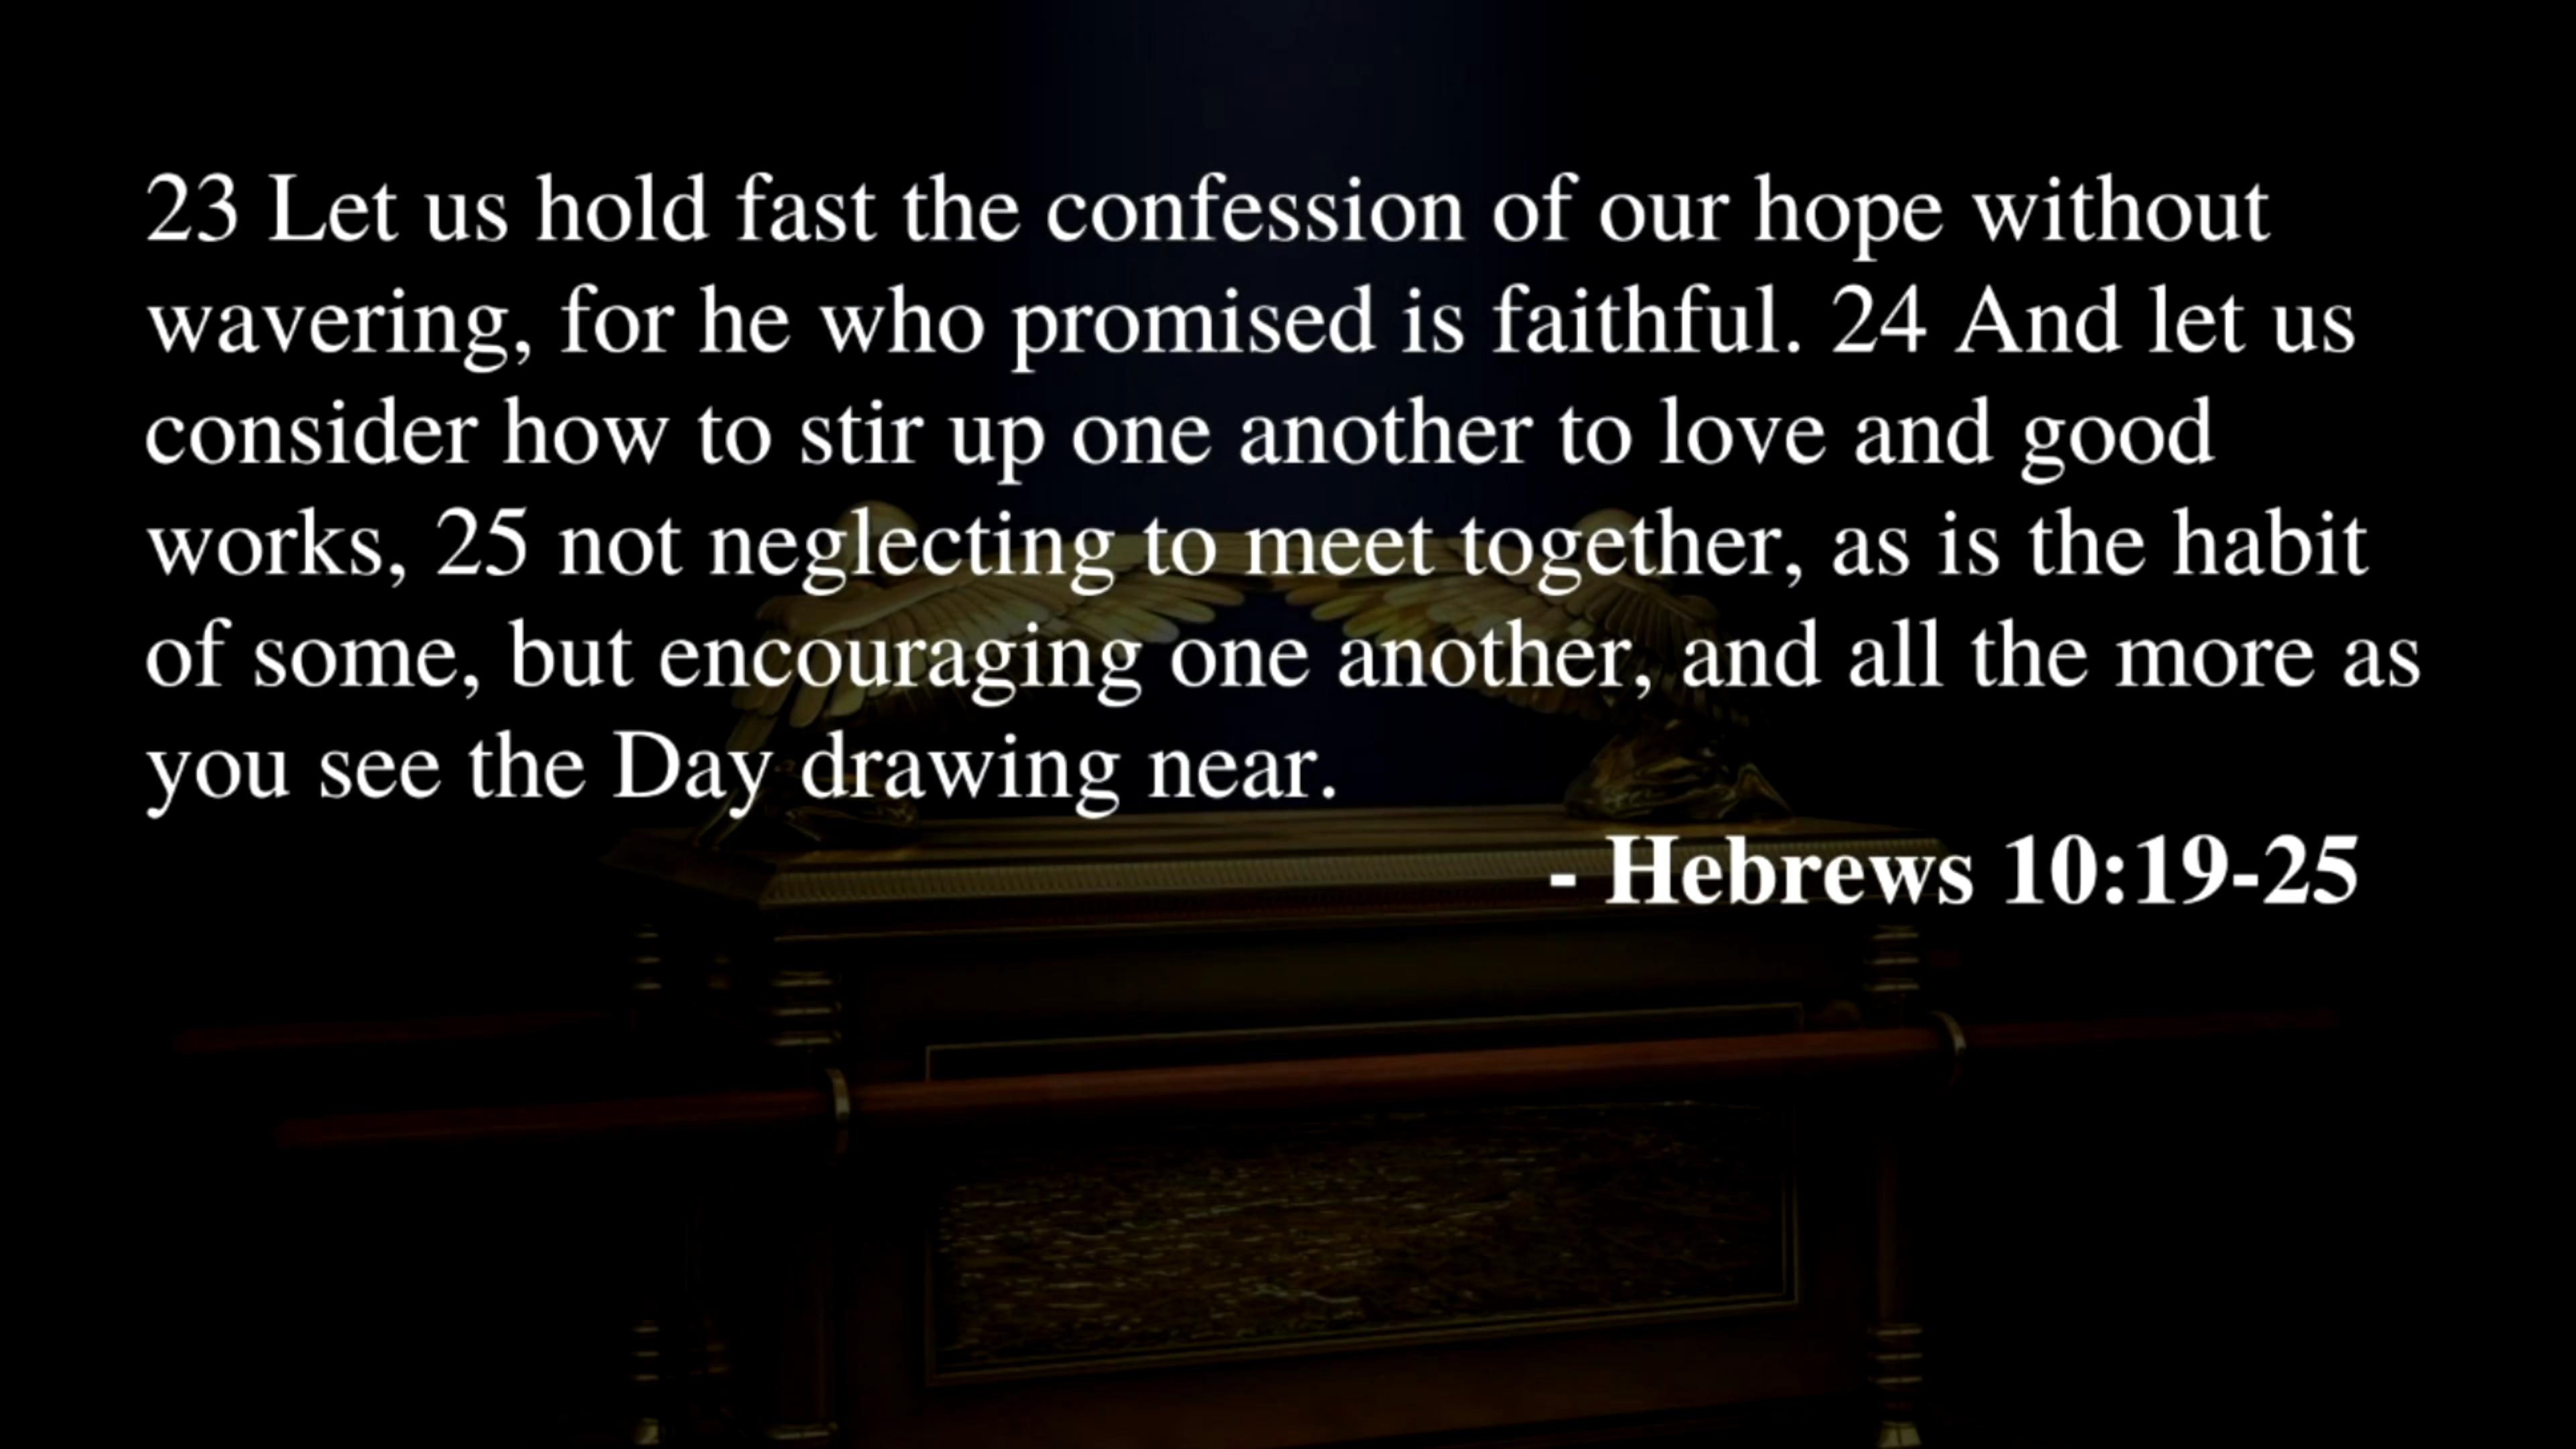 23 Let us hold fast the confession of our hope without
wavering, for he who promised is faithful. 24 And let us
consider how to stir up one another to love and good
works, 25 not neglecting to meet together, as is the habit
of some, but encouraging one another, and all the more as
you see the Day drawing near.
- Hebrews 10:19-25